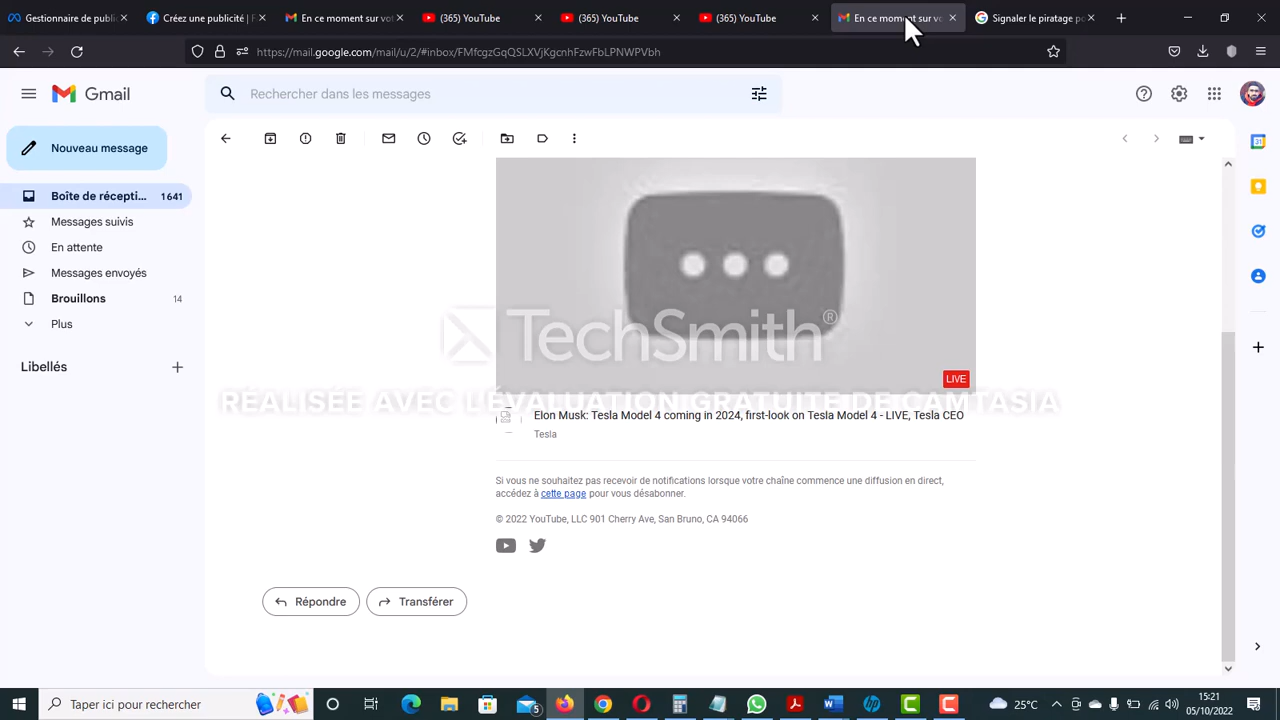 Gestionnaire de publi
Créez une publicité | F
En ce moment sur vot
(365) YouTube
(365) YouTube
(365) YouTube
En ce moment sur vo
Signaler le piratage po
https://mail.google.com/mail/u/2/#inbox/FMfcgzGqQSLXVjKgcnhFzwFbLPNWPVbh
Gmail
Rechercher dans les messages
Nouveau message
Boîte de récepti... 1 641
Messages suivis
En attente
Messages envoyés
Brouillons 14
Plus
Libellés
TechSmith®
LIVE
RÉALISÉE AVEC L'ÉVALUATION GRATUITE DE CAMTASIA
Elon Musk: Tesla Model 4 coming in 2024, first-look on Tesla Model 4 - LIVE, Tesla CEO
Tesla
Si vous ne souhaitez pas recevoir de notifications lorsque votre chaîne commence une diffusion en direct,
accédez à cette page pour vous désabonner.
© 2022 YouTube, LLC 901 Cherry Ave, San Bruno, CA 94066
Répondre
Transférer
Taper ici pour rechercher
5
25°C
15:21
05/10/2022